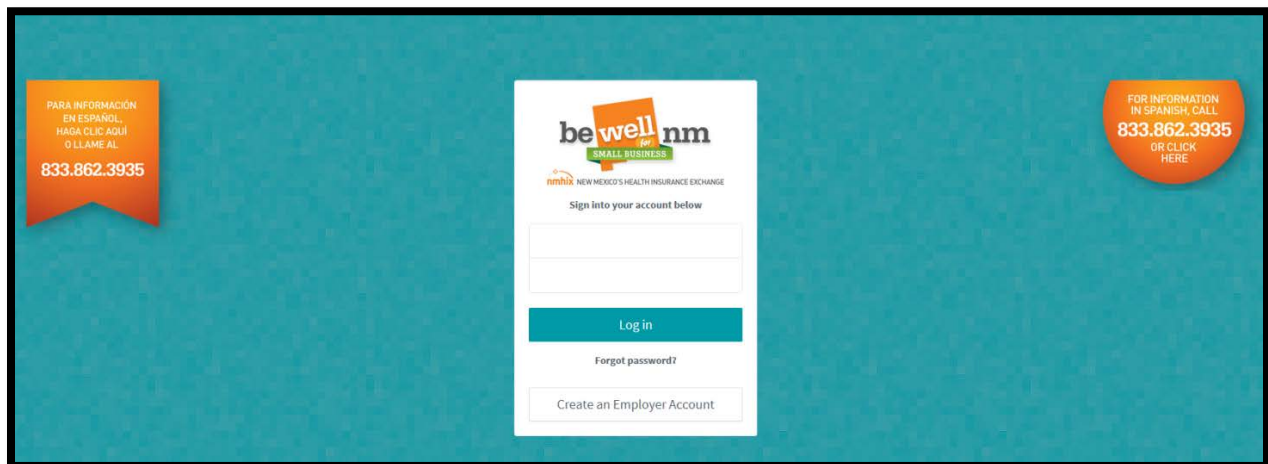 PARA INFORMACIÓN
EN ESPAÑOL,
HAGA CLIC AQUÍ
O LLAME AL
833.862.3935
be well nm
for
SMALL BUSINESS
nmhix NEW MEXICO'S HEALTH INSURANCE EXCHANGE
Sign into your account below
Log in
Forgot password?
Create an Employer Account
FOR INFORMATION
IN SPANISH, CALL
833.862.3935
OR CLICK
HERE